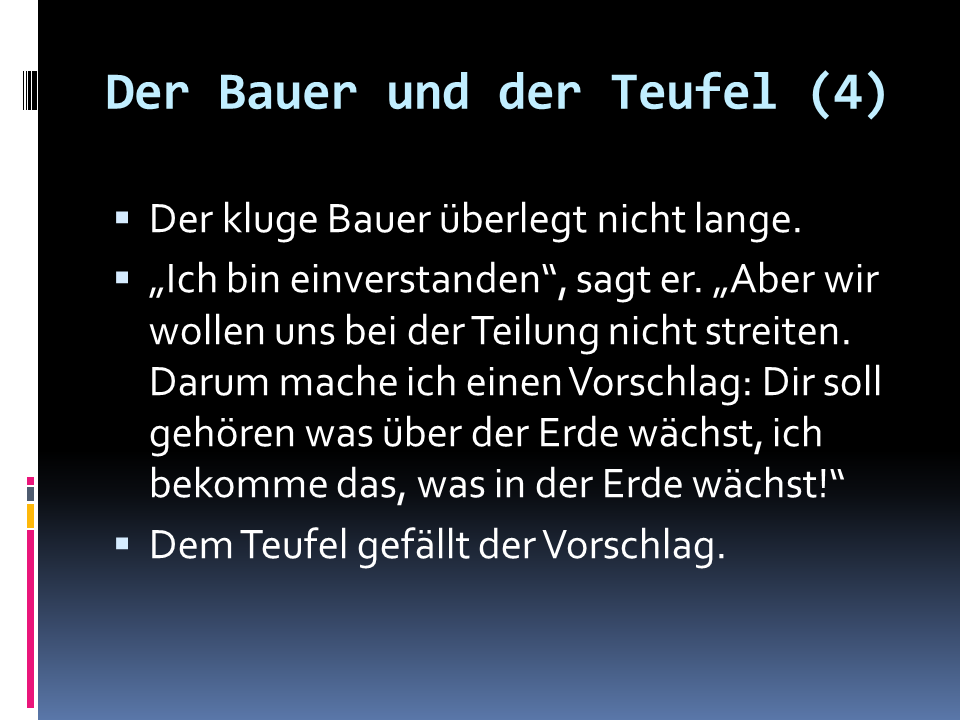 Der Bauer und der Teufel (4)
▪ Der kluge Bauer überlegt nicht lange.
▪ „Ich bin einverstanden“, sagt er. „Aber wir
wollen uns bei der Teilung nicht streiten.
Darum mache ich einen Vorschlag: Dir soll
gehören was über der Erde wächst, ich
bekomme das, was in der Erde wächst!“
▪ Dem Teufel gefällt der Vorschlag.